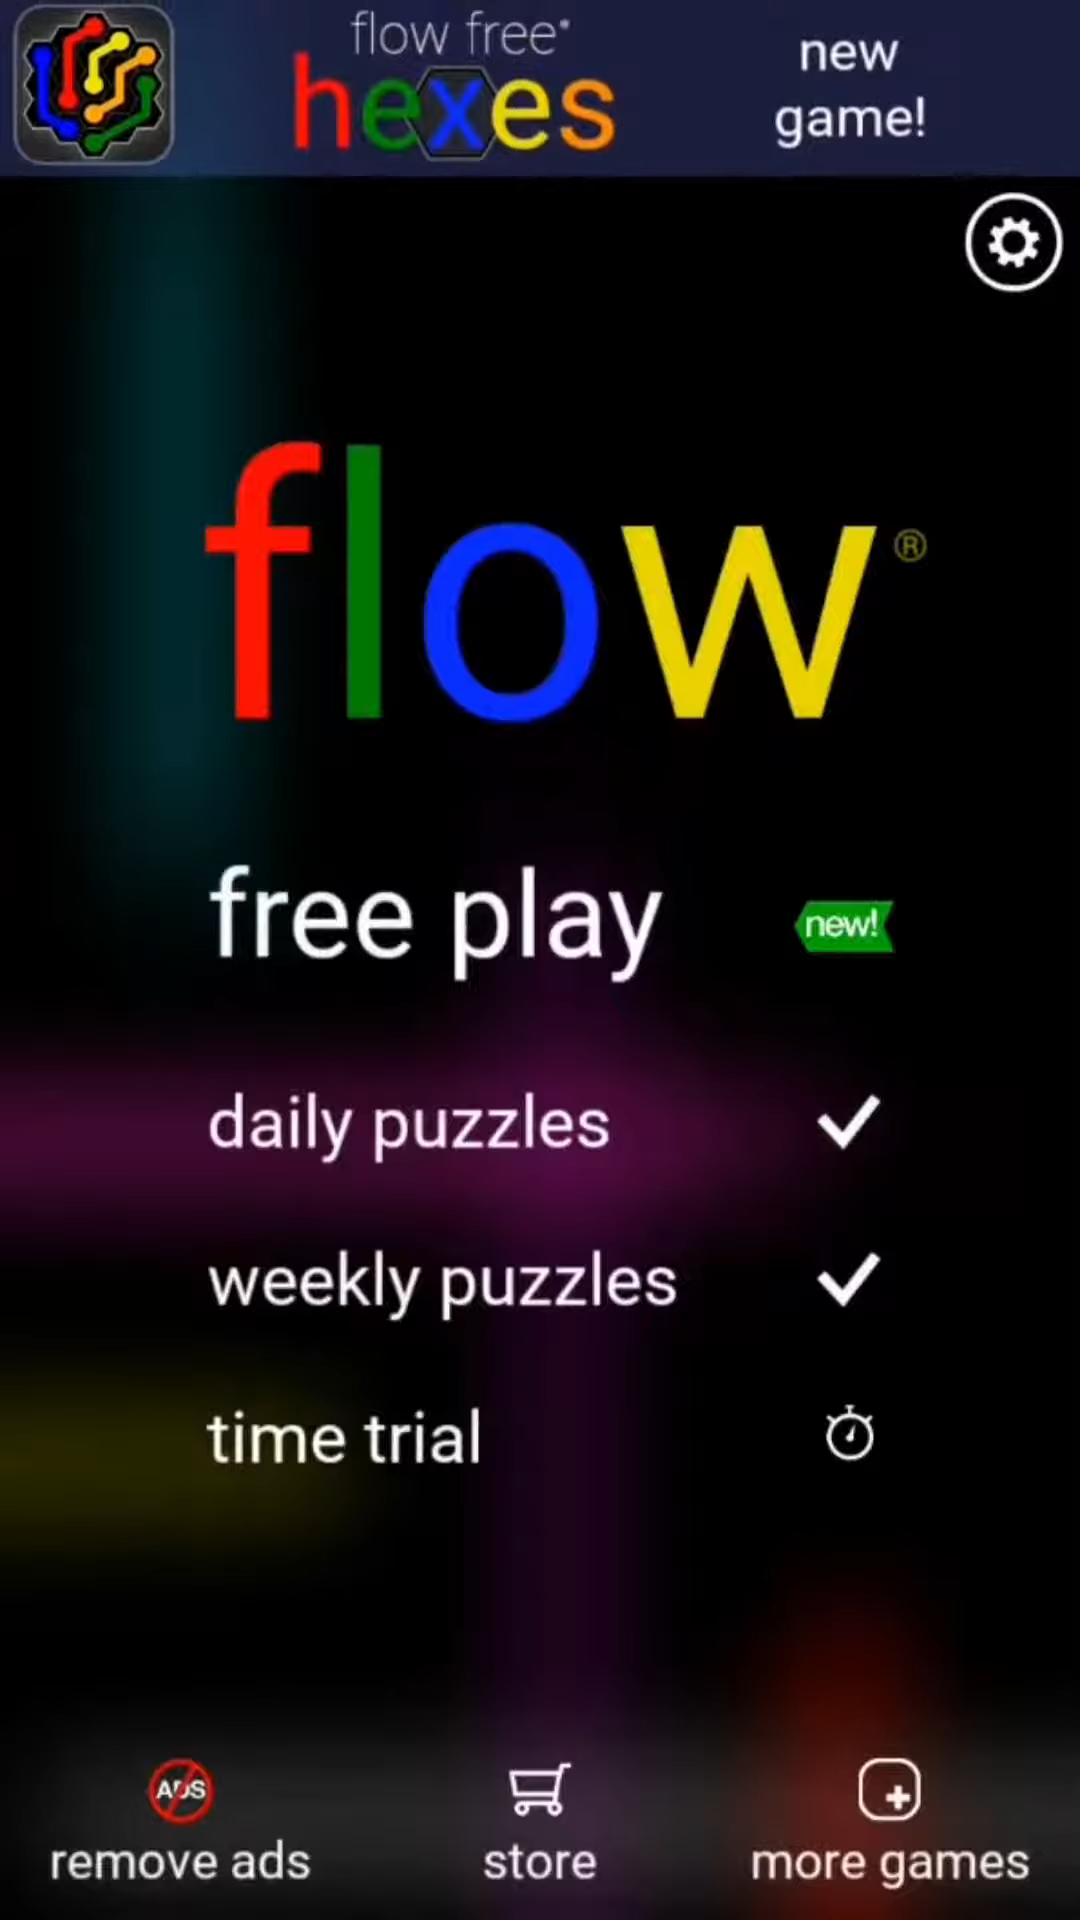 flow free®
hexes
new
game!
flow®
free play
new!
daily puzzles
weekly puzzles
time trial
ADS
remove ads
store
more games